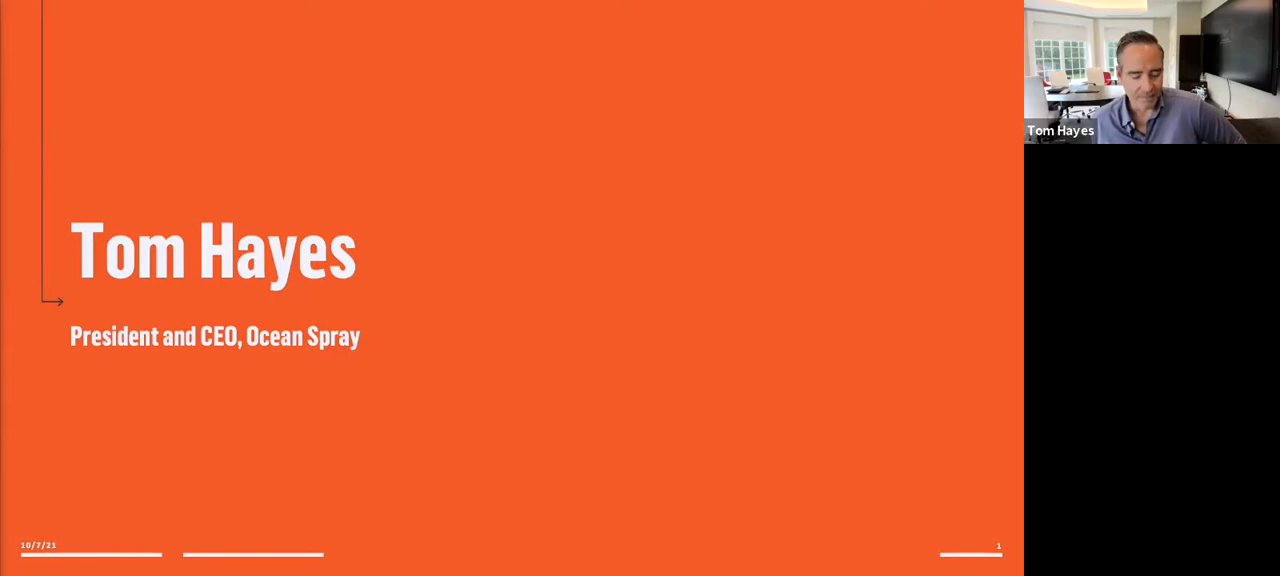 Tom Hayes
President and CEO, Ocean Spray
10/7/21
1
Tom Hayes